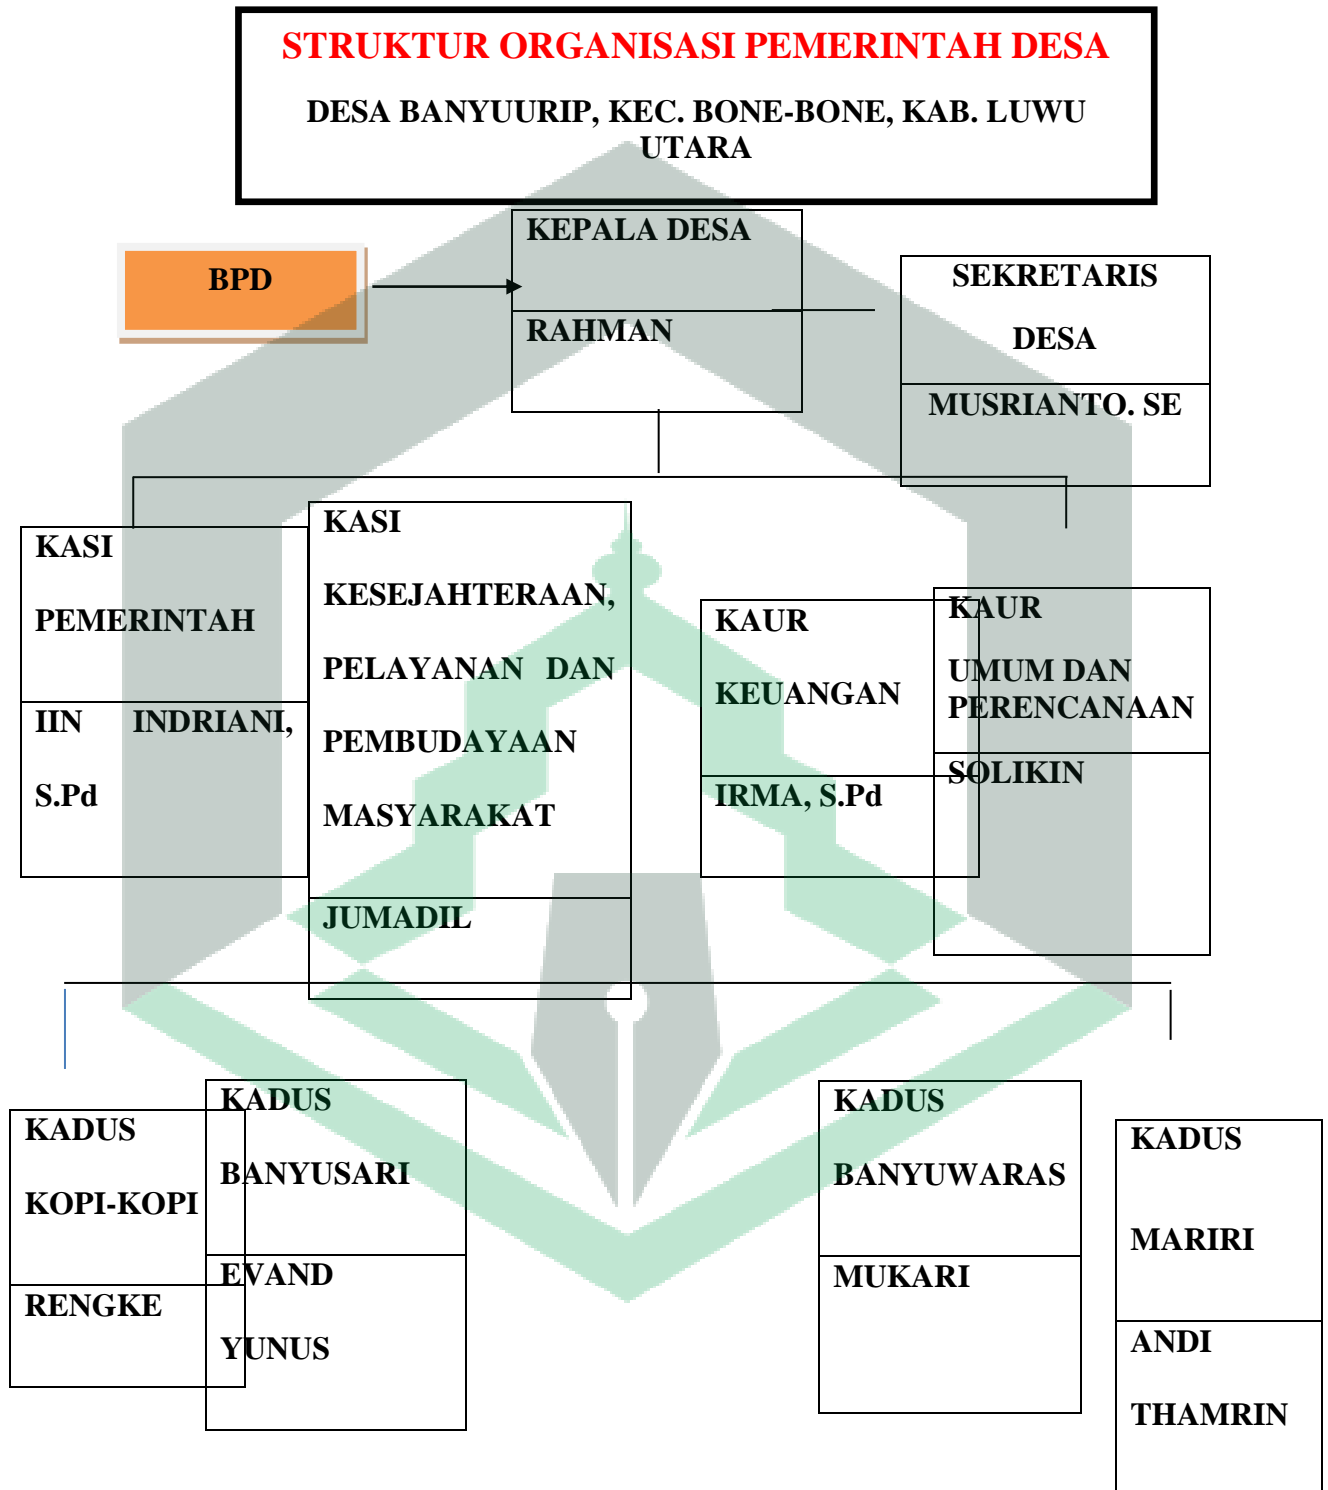 STRUKTUR ORGANISASI PEMERINTAH DESA
DESA BANYUURIP, KEC. BONE-BONE, KAB. LUWU
UTARA
KEPALA DESA
RAHMAN
BPD
SEKRETARIS
DESA
MUSRIANTO. SE
KASI
PEMERINTAH
IIN INDRIANI,
S.Pd
KASI
KESEJAHTERAAN,
PELAYANAN DAN
PEMBUDAYAAN
MASYARAKAT
JUMADIL
KAUR
KEUANGAN
IRMA, S.Pd
KAUR
UMUM DAN
PERENCANAAN
SOLIKIN
KADUS
KOPI-KOPI
RENGKE
KADUS
BANYUSARI
EVAND
YUNUS
KADUS
BANYUWARAS
MUKARI
KADUS
MARIRI
ANDI
THAMRIN